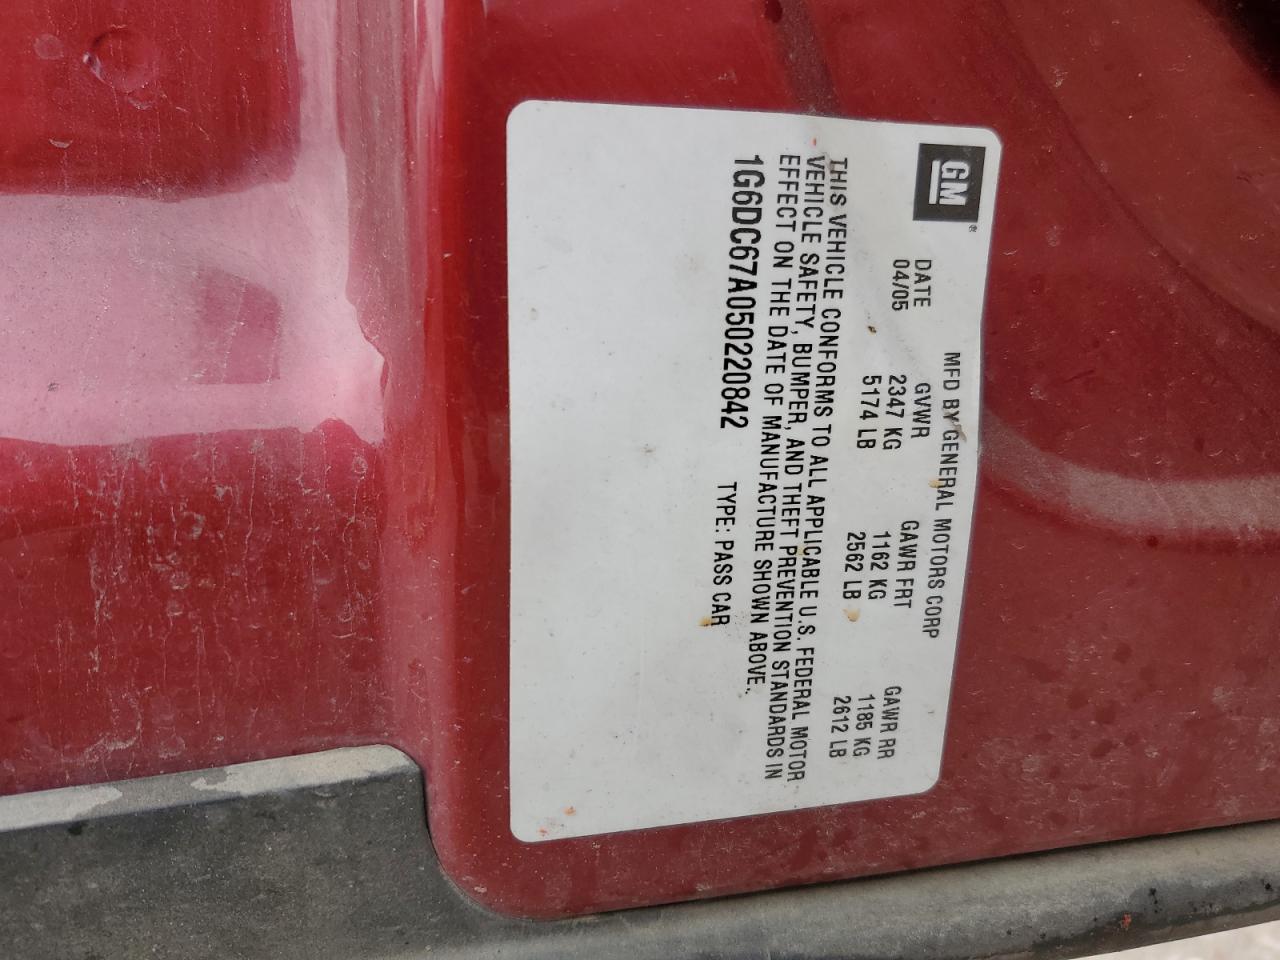 GM®
MFD BY GENERAL MOTORS CORP
DATE GVWR GAWR FRT GAWR RR
04/05 2347 KG 1162 KG 1185 KG
5174 LB 2562 LB 2612 LB
THIS VEHICLE CONFORMS TO ALL APPLICABLE U.S. FEDERAL MOTOR
VEHICLE SAFETY, BUMPER, AND THEFT PREVENTION STANDARDS IN
EFFECT ON THE DATE OF MANUFACTURE SHOWN ABOVE.
1G6DC67A050220842 TYPE: PASS CAR